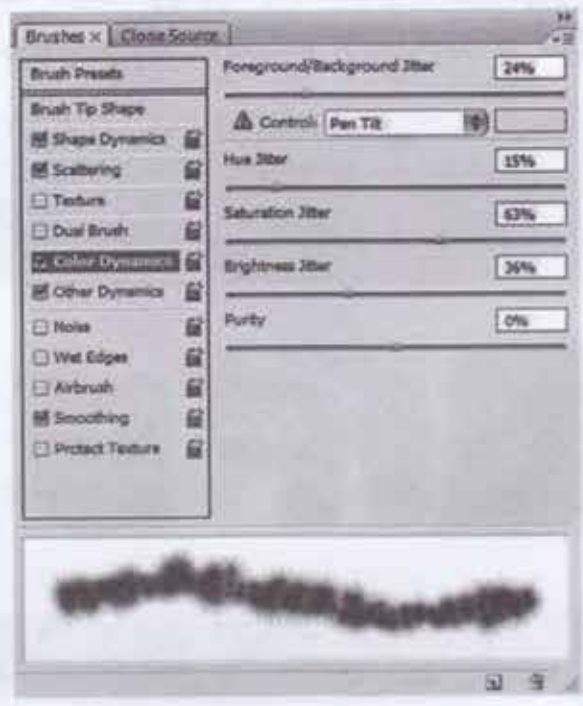 Brushes × Clone Source
Brush Presets
Brush Tip Shape
Shape Dynamics
Scattering
Texture
Dual Brush
Color Dynamics
Other Dynamics
Noise
Wet Edges
Airbrush
Smoothing
Protect Texture
Foreground/Background Jitter 24%
Control: Pen Tilt
Hue Jitter 15%
Saturation Jitter 63%
Brightness Jitter 36%
Purity 0%